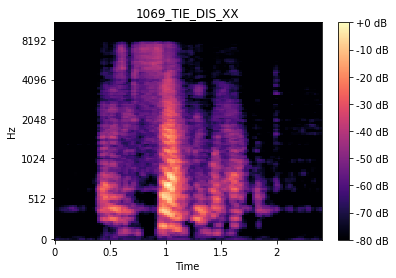 1069_TIE_DIS_XX
+0 dB
8192
-10 dB
4096
-20 dB
-30 dB
2048
Hz
-40 dB
1024
-50 dB
512
-60 dB
-70 dB
0
-80 dB
0 0.5 1 1.5 2
Time